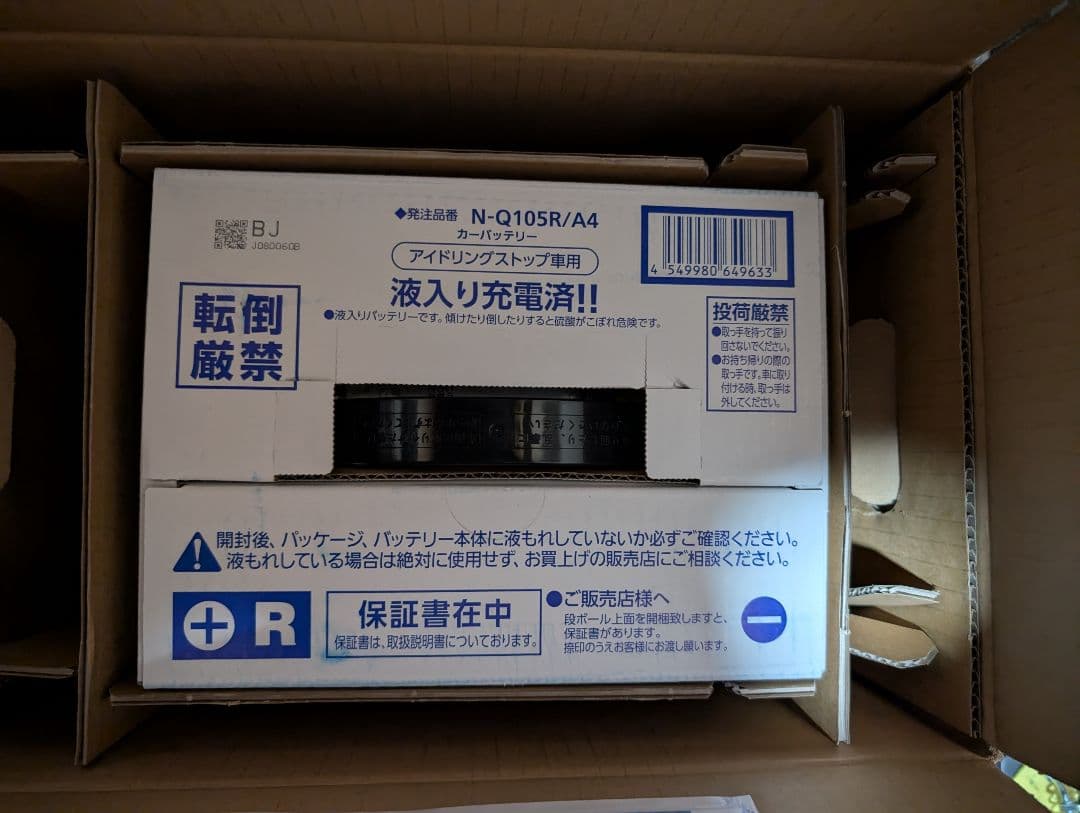 BJ
J080060B
◆発注品番 N-Q105R/A4
カーバッテリー
アイドリングストップ車用
液入り充電済!!
●液入りバッテリーです。傾けたり倒したりすると硫酸がこぼれ危険です。
4 549980 649633
転倒
厳禁
投荷厳禁
●取っ手を持って振り
回さないでください。
●お持ち帰りの際の
取っ手です。車に取り
付ける時、取っ手は
外してください。
開封後、パッケージ、バッテリー本体に液もれしていないか必ずご確認ください。
液もれしている場合は絶対に使用せず、お買上げの販売店にご相談ください。
+ R
保証書在中
保証書は、取扱説明書についております。
●ご販売店様へ
段ボール上面を開梱致しますと、
保証書があります。
捺印のうえお客様にお渡し願います。
−